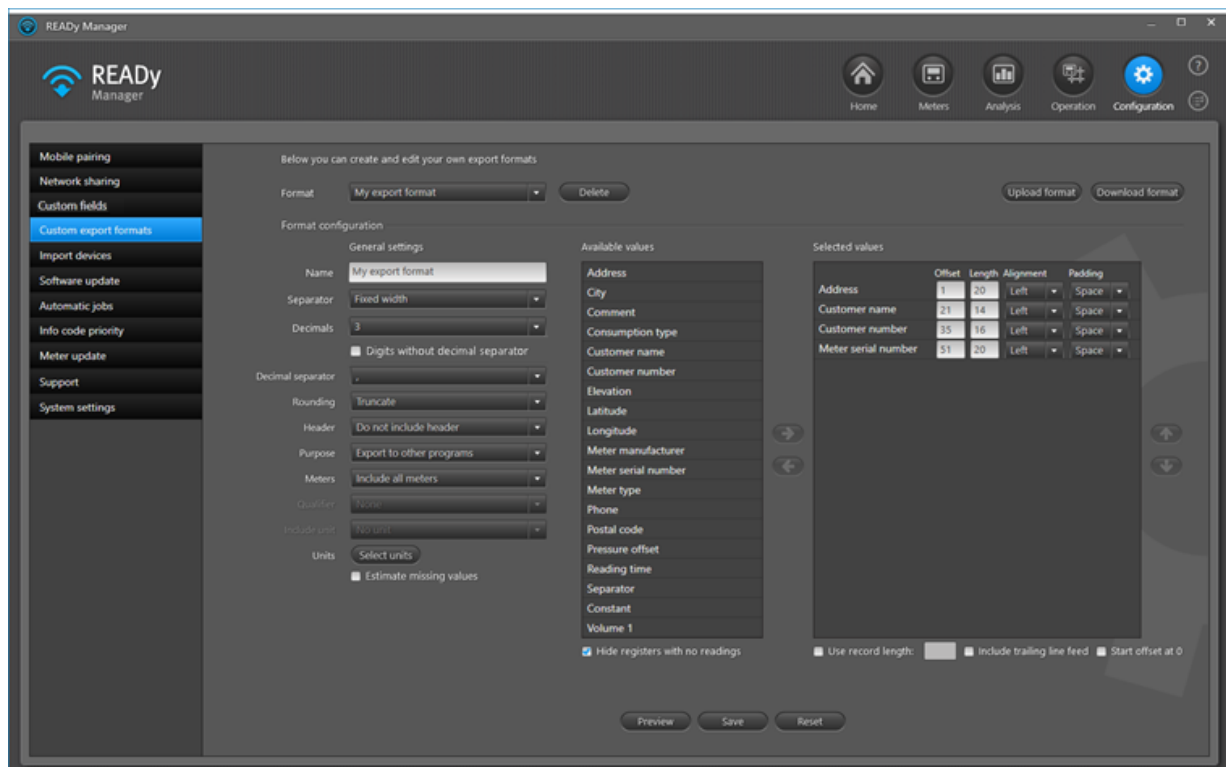 READy Manager
READy
Manager
Home Meters Analysis Operation Configuration
Mobile pairing
Network sharing
Custom fields
Custom export formats
Import devices
Software update
Automatic jobs
Info code priority
Meter update
Support
System settings
Below you can create and edit your own export formats
Format My export format Delete Upload format Download format
Format configuration
General settings
Name My export format
Separator Fixed width
Decimals 3
Digits without decimal separator
Decimal separator ,
Rounding Truncate
Header Do not include header
Purpose Export to other programs
Meters Include all meters
Qualifier None
Include unit No unit
Units Select units
Estimate missing values
Available values
Address
City
Comment
Consumption type
Customer name
Customer number
Elevation
Latitude
Longitude
Meter manufacturer
Meter serial number
Meter type
Phone
Postal code
Pressure offset
Reading time
Separator
Constant
Volume 1
Hide registers with no readings
Selected values
Offset Length Alignment Padding
Address 1 20 Left Space
Customer name 21 14 Left Space
Customer number 35 16 Left Space
Meter serial number 51 20 Left Space
Use record length: Include trailing line feed Start offset at 0
Preview Save Reset